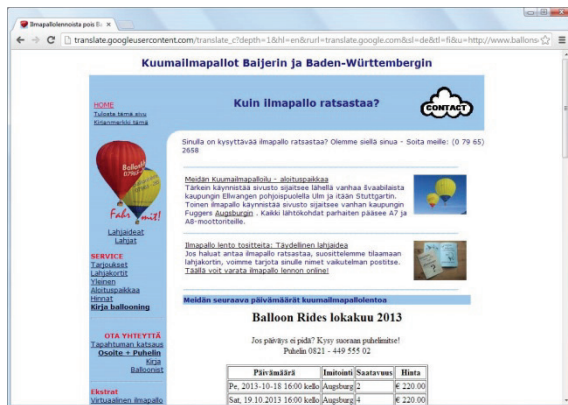 Ilmapallolennoista pois Ba
translate.googleusercontent.com/translate_c?depth=1&hl=en&rurl=translate.google.com&sl=de&tl=fi&u=http://www.ballons
Kuumailmapallot Baijerin ja Baden-Württembergin
HOME
Tulosta tämä sivu
Kirjanmerkki tämä
Kuin ilmapallo ratsastaa?
CONTACT
Sinulla on kysyttävää ilmapallo ratsastaa? Olemme siellä sinua - Soita meille: (0 79 65)
2658
Fahr mit!
Lahjaideat
Lahjat
SERVICE
Tarjoukset
Lahjakortit
Yleinen
Aloituspaikkaa
Hinnat
Kirja ballooning
OTA YHTEYTTÄ
Tapahtuman katsaus
Osoite + Puhelin
Kirja
Balloonist
Ekstrat
Virtuaalinen ilmapallo
Meidän Kuumailmapalloilu - aloituspaikkaa
Tärkein käynnistää sivusto sijaitsee lähellä vanhaa švaabilaista
kaupungin Ellwangen pohjoispuolella Ulm ja itään Stuttgartin.
Toinen ilmapallo käynnistää sivusto sijaitsee vanhan kaupungin
Fuggers Augsburgin . Kaikki lähtökohdat parhaiten pääsee A7 ja
A8-moottoriteille.
Ilmapallo lento tositteita: Täydellinen lahjaidea
Jos haluat antaa ilmapallo ratsastaa, suosittelemme tilaamaan
lahjakortin, voimme tarjota sinulle nimet vaikutelman postitse.
Täällä voit varata ilmapallo lennon online!
Meidän seuraava päivämäärät kuumailmapallolentoa
Balloon Rides lokakuu 2013
Jos päiväys ei pidä? Kysy suoraan puhelimitse!
Puhelin 0821 - 449 555 02
Päivämäärä Imitointi Saatavuus Hinta
Pe, 2013-10-18 16:00 kello Augsburg 2 € 220.00
Sat, 19.10.2013 16:00 kello Augsburg 4 € 220.00